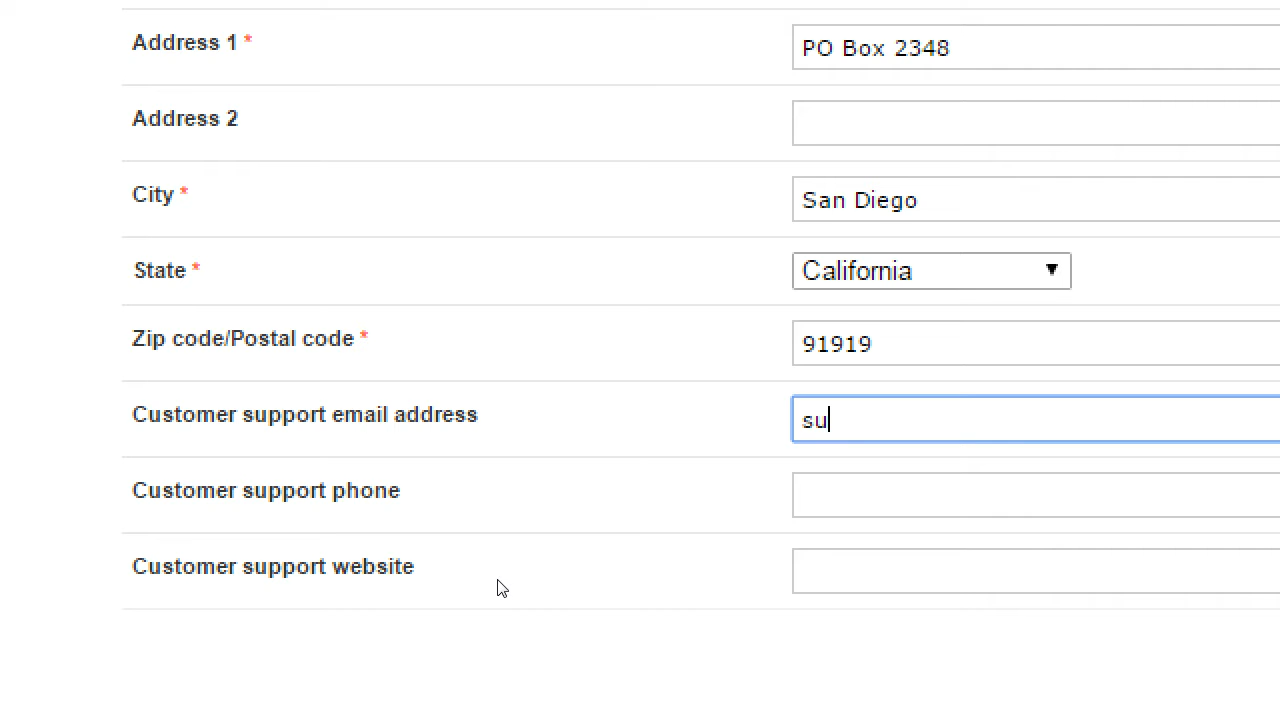 Address 1 * PO Box 2348
Address 2
City * San Diego
State * California
Zip code/Postal code * 91919
Customer support email address su
Customer support phone
Customer support website